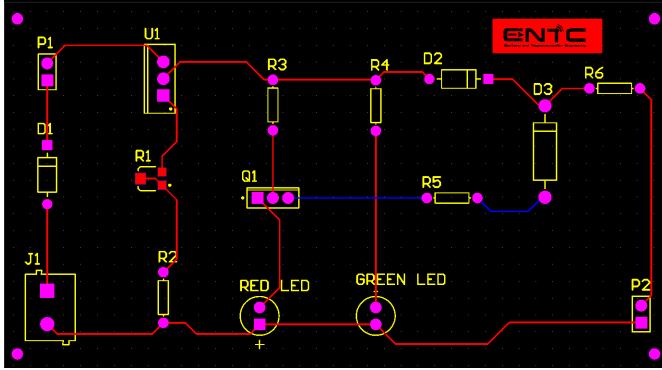 U1
P1
ENTC
D2
R3
R4
R6
D3
D1
R1
Q1
R5
J1
R2
RED LED
GREEN LED
P2
+